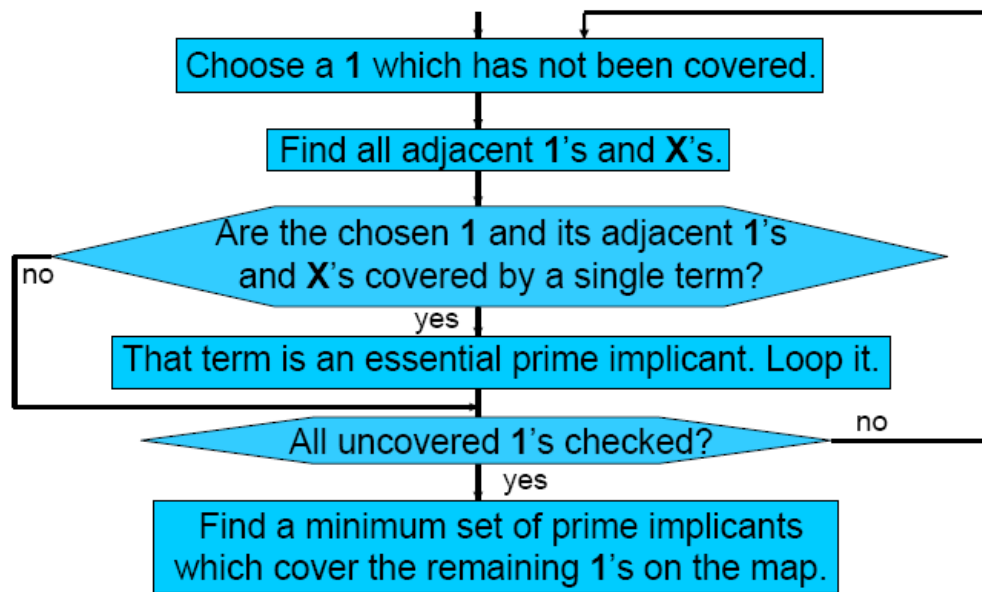 Choose a 1 which has not been covered.
Find all adjacent 1's and X's.
Are the chosen 1 and its adjacent 1's
and X's covered by a single term?
no
yes
That term is an essential prime implicant. Loop it.
All uncovered 1's checked?
no
yes
Find a minimum set of prime implicants
which cover the remaining 1's on the map.